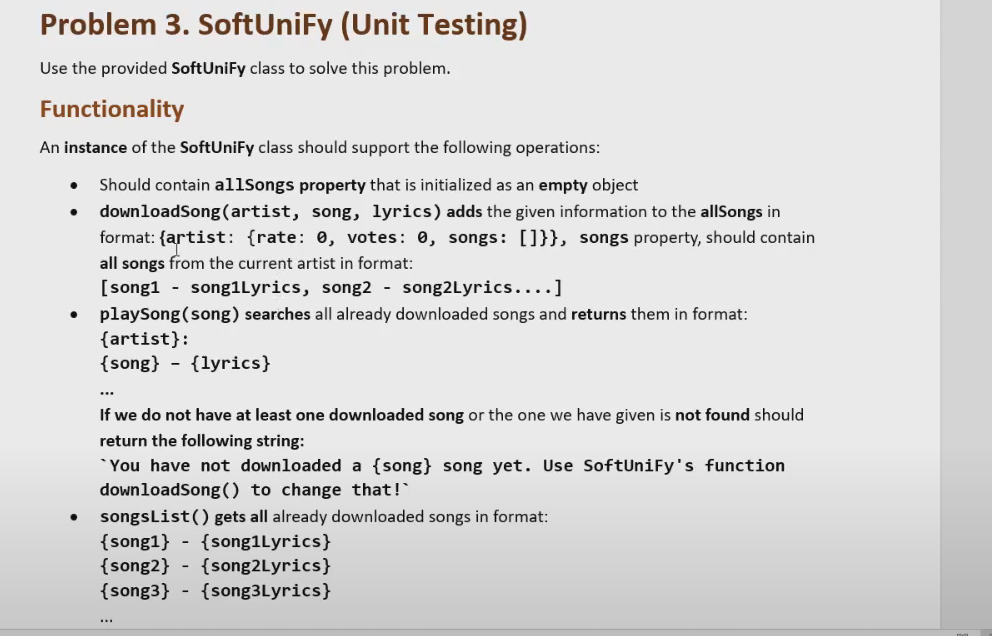 Problem 3. SoftUniFy (Unit Testing)
Use the provided SoftUniFy class to solve this problem.
Functionality
An instance of the SoftUniFy class should support the following operations:
• Should contain allSongs property that is initialized as an empty object
• downloadSong(artist, song, lyrics) adds the given information to the allSongs in
format: {artist: {rate: 0, votes: 0, songs: []}}, songs property, should contain
all songs from the current artist in format:
[song1 - song1Lyrics, song2 - song2Lyrics....]
• playSong(song) searches all already downloaded songs and returns them in format:
{artist}:
{song} – {lyrics}
...
If we do not have at least one downloaded song or the one we have given is not found should
return the following string:
`You have not downloaded a {song} song yet. Use SoftUniFy's function
downloadSong() to change that!`
• songsList() gets all already downloaded songs in format:
{song1} - {song1Lyrics}
{song2} - {song2Lyrics}
{song3} - {song3Lyrics}
...